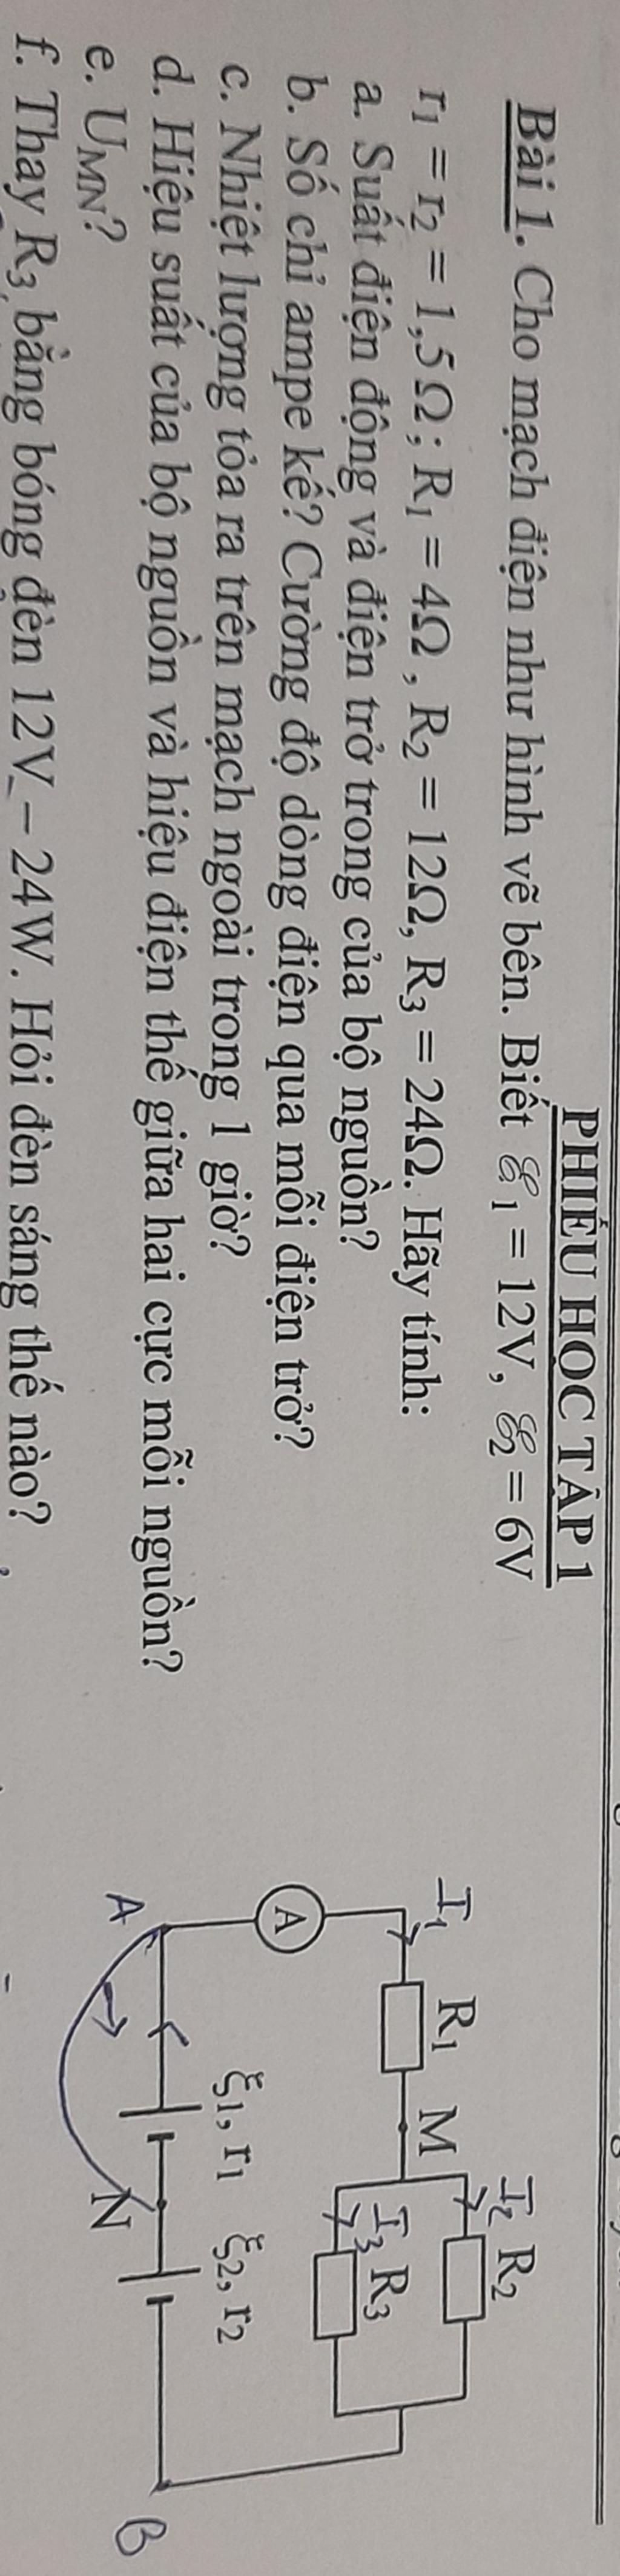 PHIẾU HỌC TẬP 1
Bài 1. Cho mạch điện như hình vẽ bên. Biết ℰ₁ = 12V, ℰ₂ = 6V
r₁ = r₂ = 1,5Ω; R₁ = 4Ω, R₂ = 12Ω, R₃ = 24Ω. Hãy tính:
a. Suất điện động và điện trở trong của bộ nguồn?
b. Số chỉ ampe kế? Cường độ dòng điện qua mỗi điện trở?
c. Nhiệt lượng tỏa ra trên mạch ngoài trong 1 giờ?
d. Hiệu suất của bộ nguồn và hiệu điện thế giữa hai cực mỗi nguồn?
e. U_MN?
f. Thay R₃ bằng bóng đèn 12V – 24W. Hỏi đèn sáng thế nào?
I₂ R₂
I₁ R₁ M
I₃ R₃
A
ξ₁, r₁ ξ₂, r₂
A N B